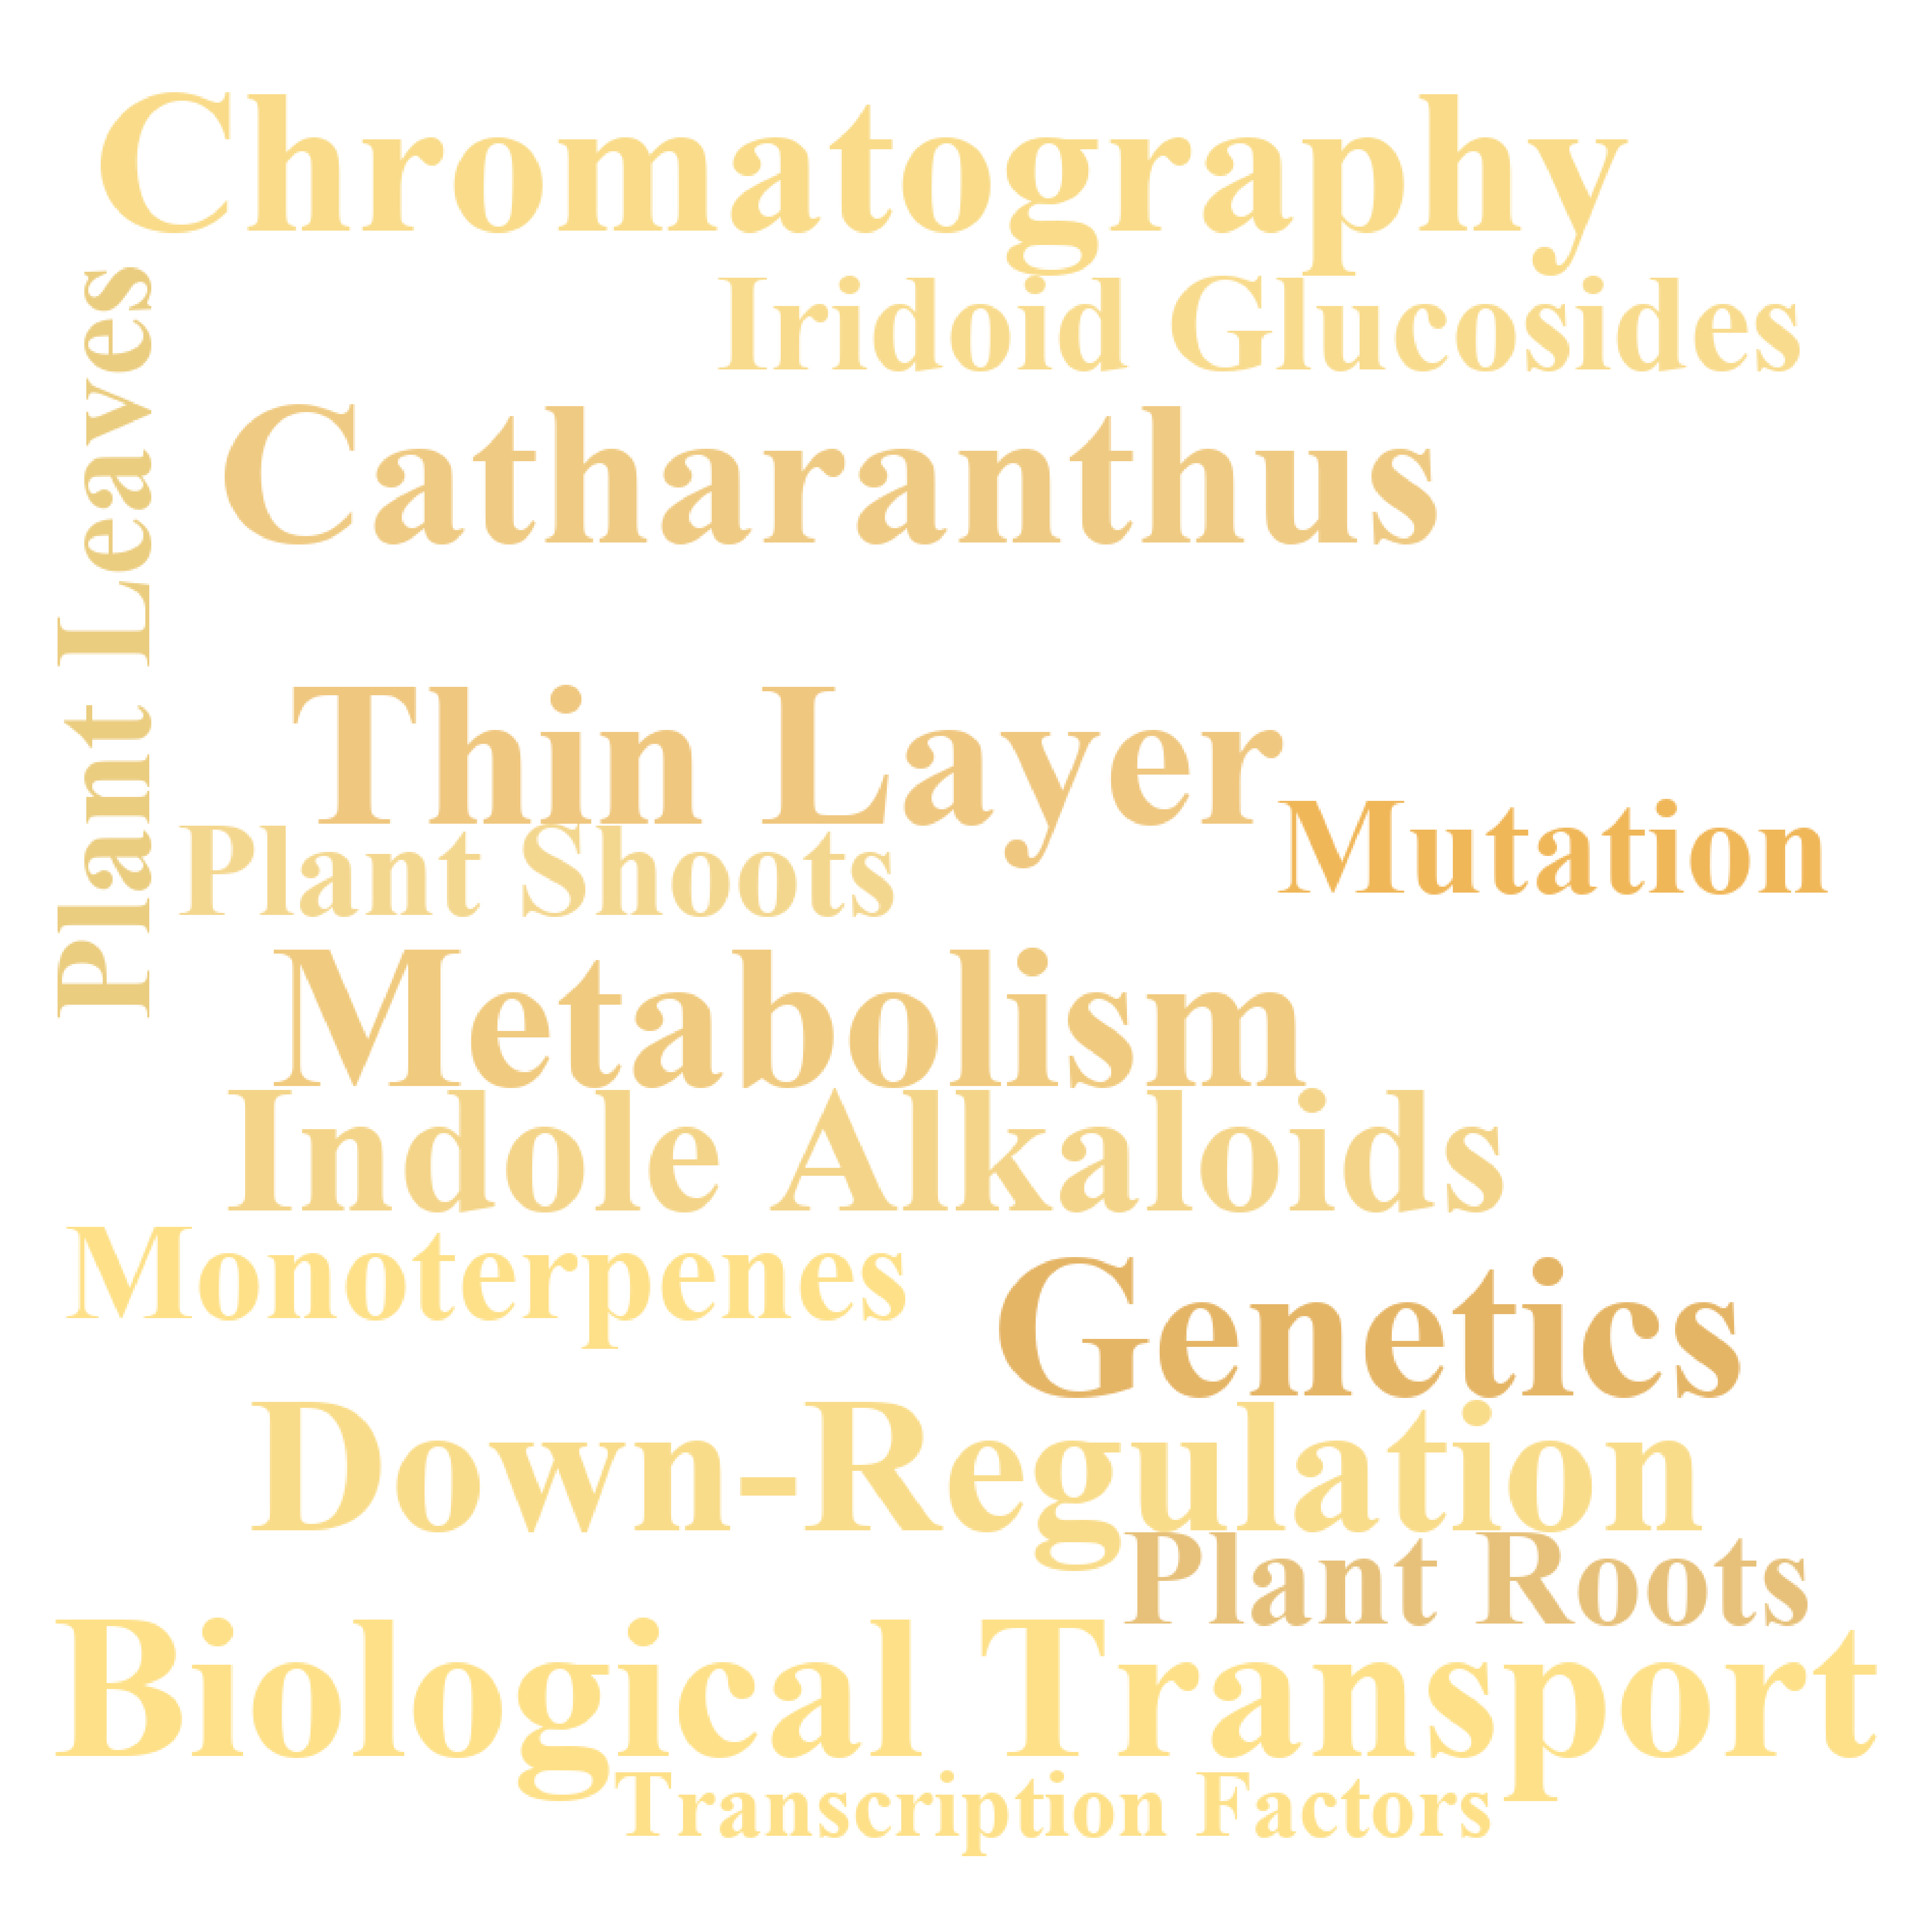 Chromatography
Iridoid Glucosides
Plant Leaves
Catharanthus
Thin Layer
Mutation
Plant Shoots
Metabolism
Indole Alkaloids
Monoterpenes
Genetics
Down-Regulation
Plant Roots
Biological Transport
Transcription Factors